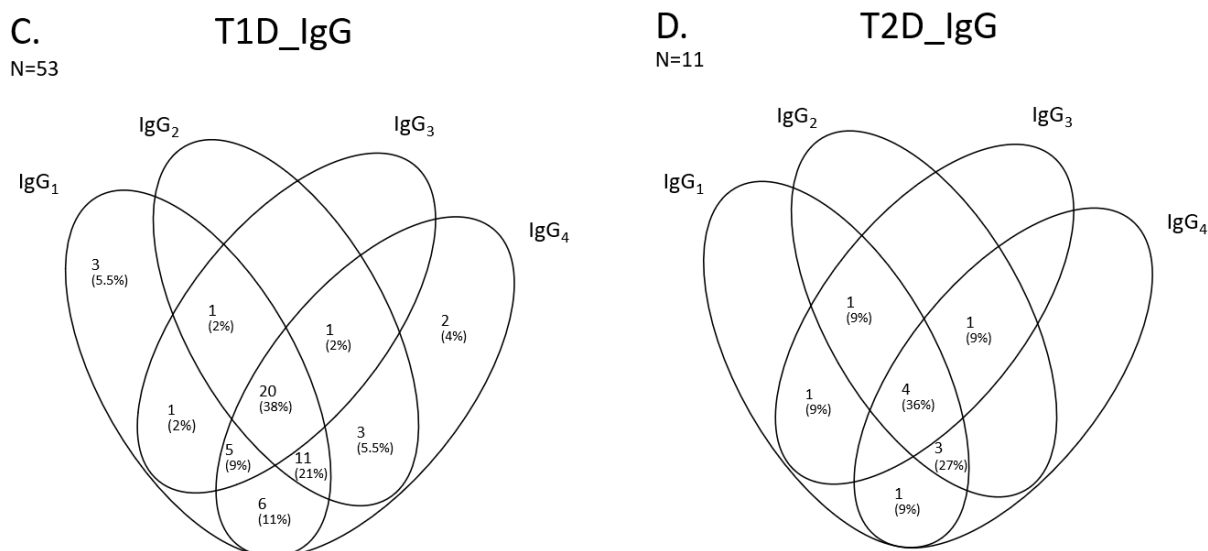 C.
T1D_IgG
N=53
IgG₁
IgG₂
IgG₃
IgG₄
3
(5.5%)
1
(2%)
1
(2%)
2
(4%)
20
(38%)
1
(2%)
5
(9%)
11
(21%)
3
(5.5%)
6
(11%)
D.
T2D_IgG
N=11
IgG₁
IgG₂
IgG₃
IgG₄
1
(9%)
1
(9%)
1
(9%)
4
(36%)
3
(27%)
1
(9%)